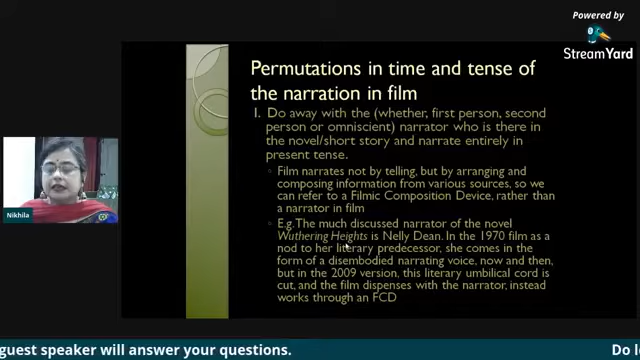 Powered by
StreamYard
Permutations in time and tense of
the narration in film
1. Do away with the (whether, first person, second
person or omniscient) narrator who is there in
the novel/short story and narrate entirely in
present tense.
Film narrates not by telling, but by arranging and
composing information from various sources, so we
can refer to a Filmic Composition Device, rather than
a narrator in film
E.g. The much discussed narrator of the novel
Wuthering Heights is Nelly Dean. In the 1970 film as a
nod to her literary predecessor, she comes in the
form of a disembodied narrating voice, now and then,
but in the 2009 version, this literary umbilical cord is
cut, and the film dispenses with the narrator, instead
works through an FCD
Nikhila
guest speaker will answer your questions.
Do l